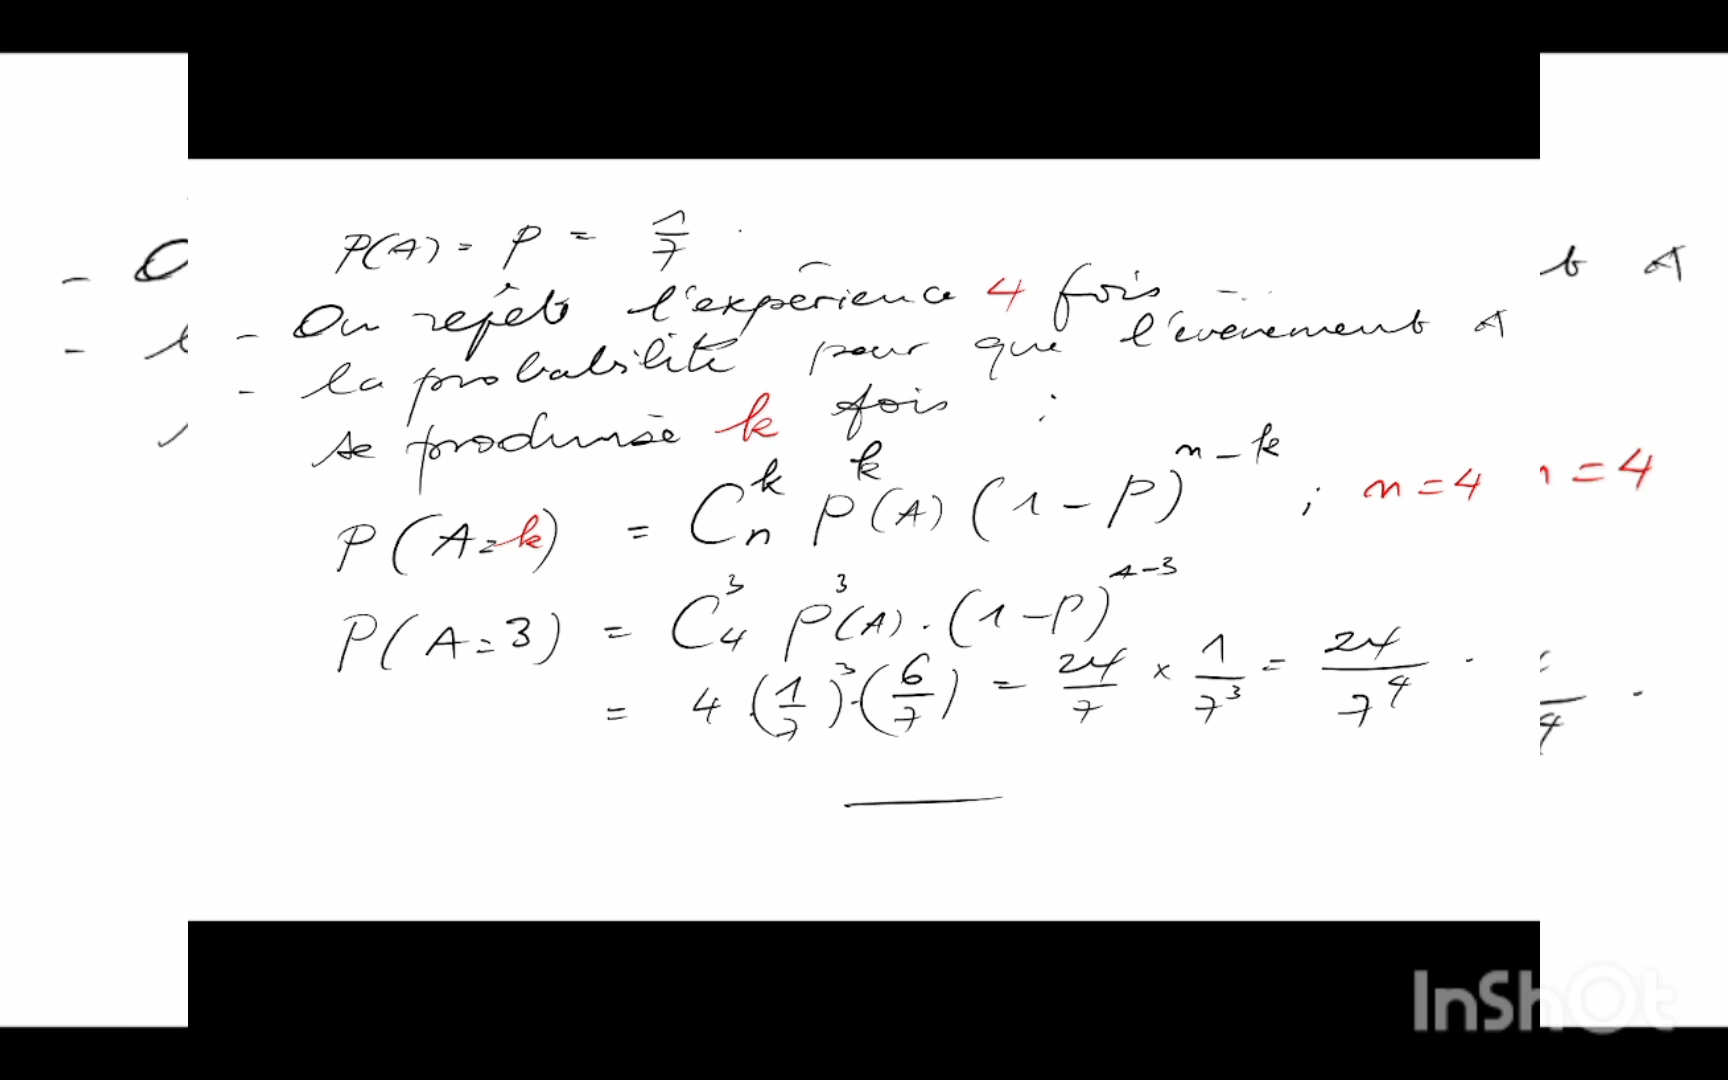 P(A) = p = 1/7
- On répète l'expérience 4 fois
- la probabilité pour que l'évènement A
se produise k fois :
P(A=k) = C_n^k P^k(A) (1-P)^{n-k} ; n=4
P(A=3) = C_4^3 P^3(A) . (1-P)^{4-3}
= 4 . (1/7)^3 . (6/7) = 24/7 × 1/7^3 = 24/7^4 .
InShOt